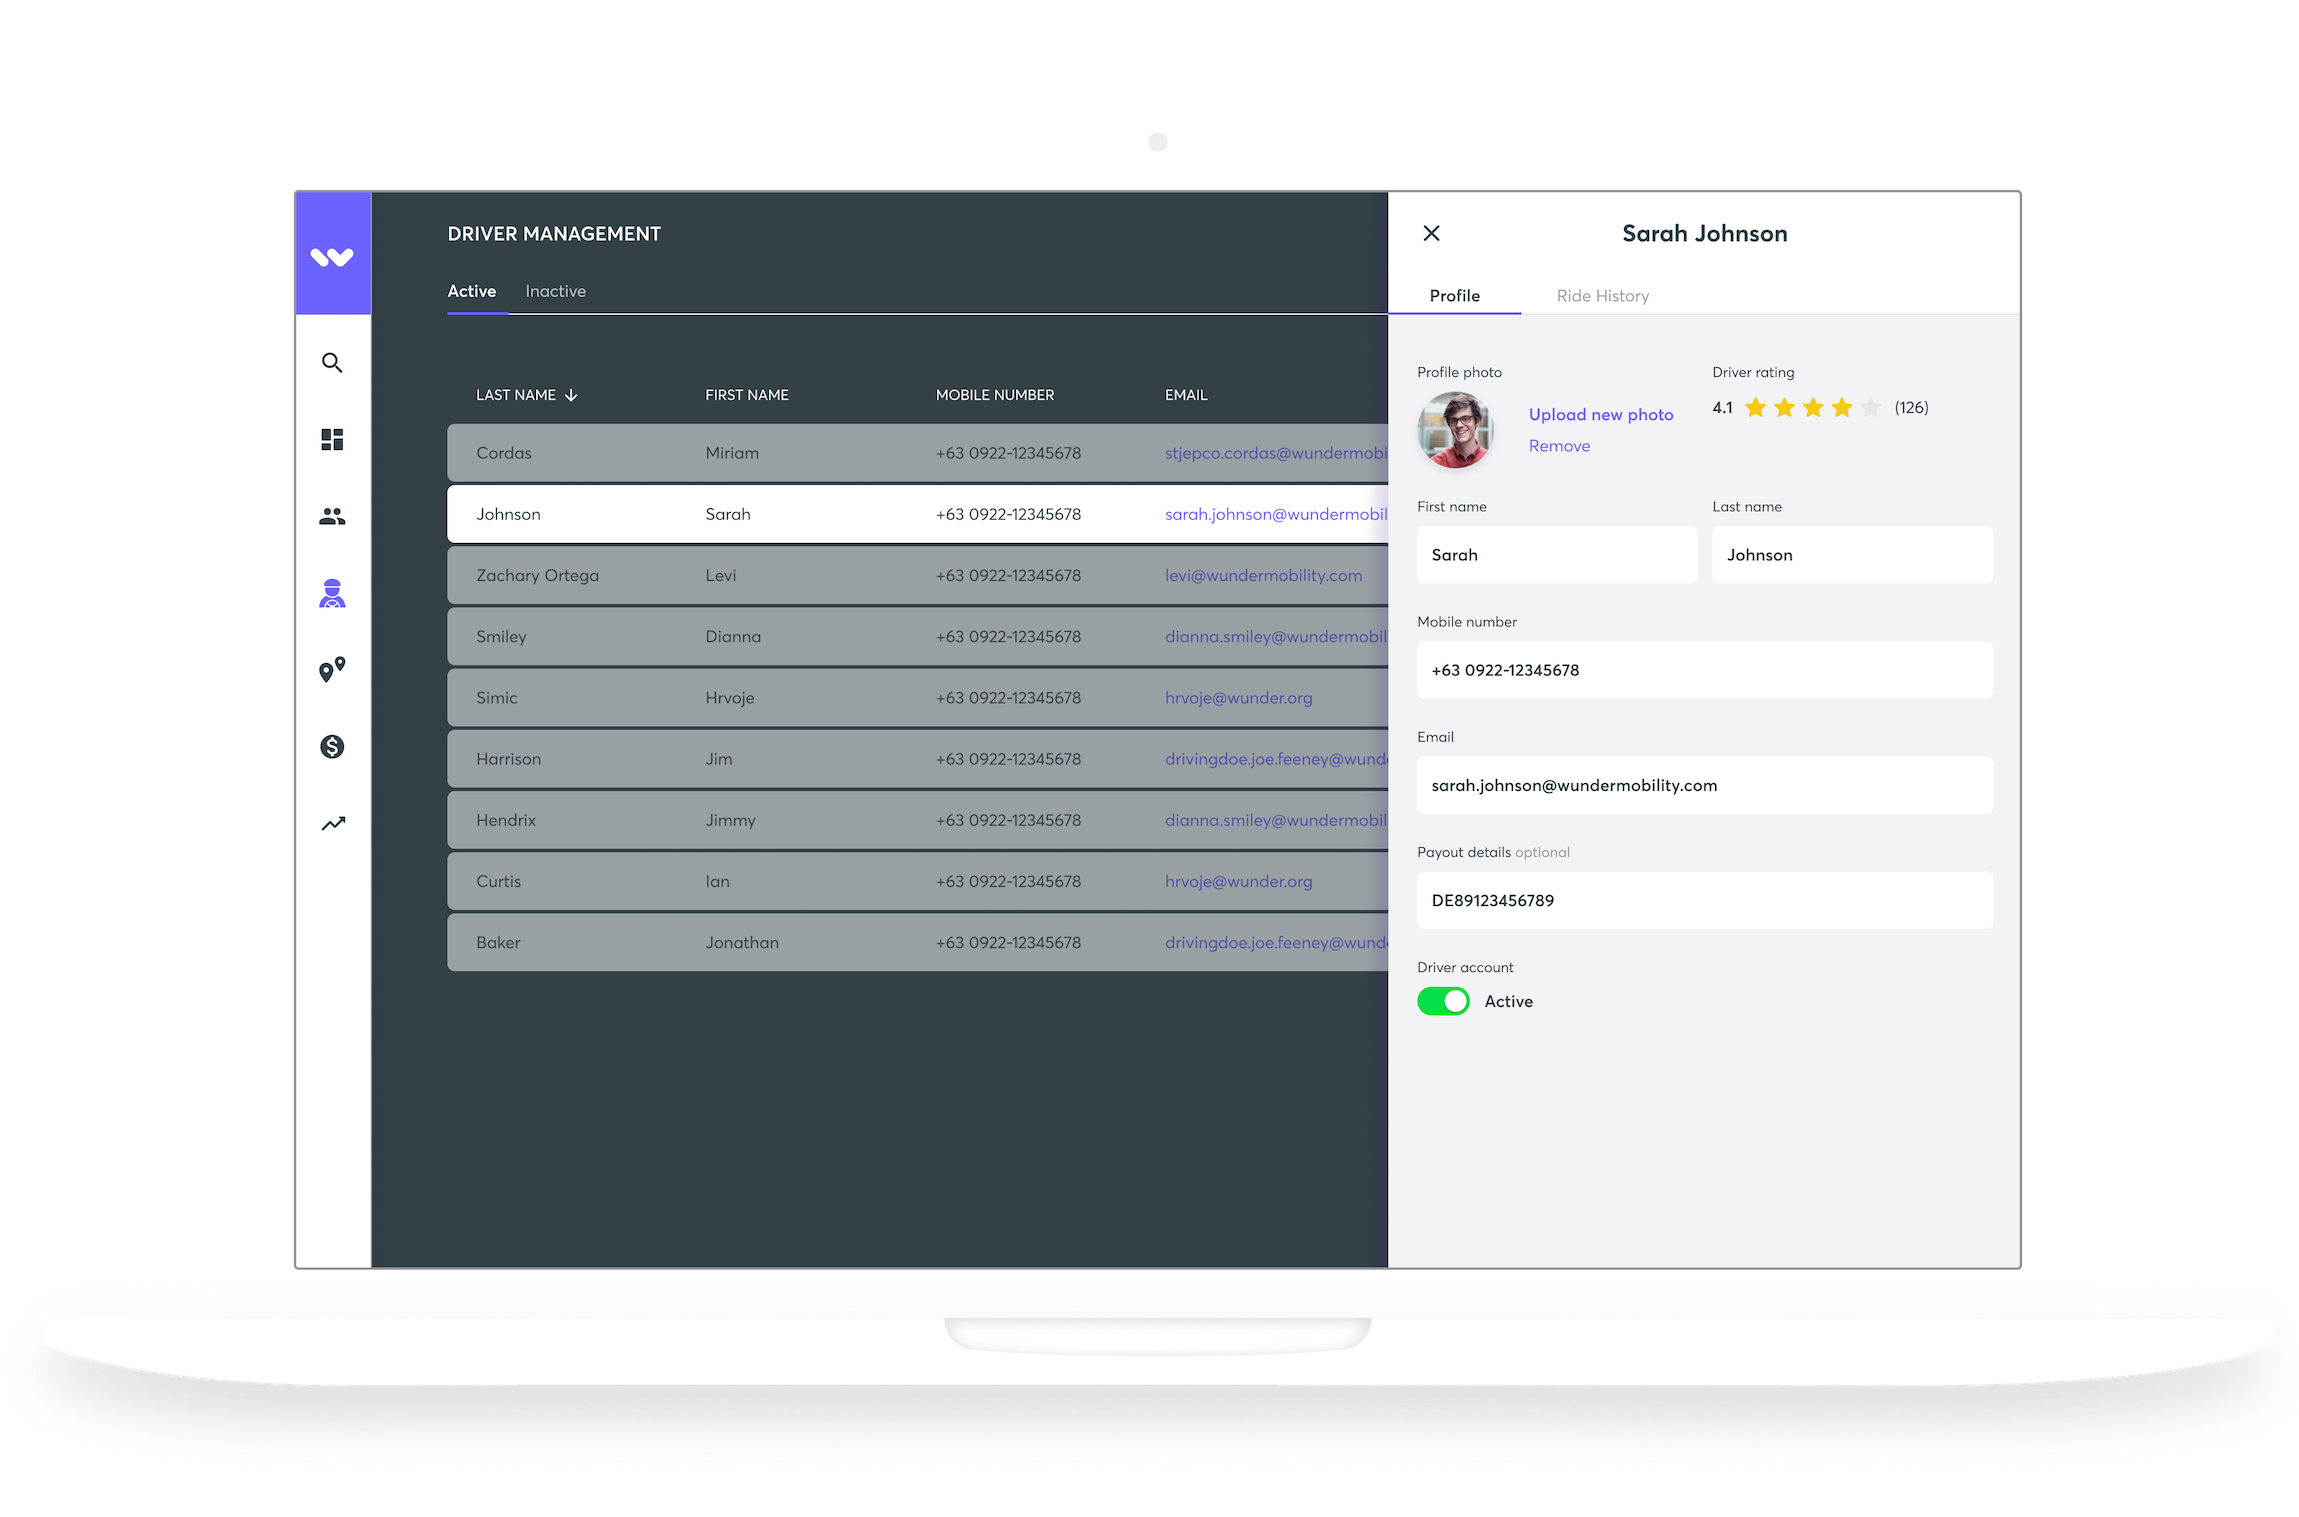 DRIVER MANAGEMENT
Active Inactive
LAST NAME FIRST NAME MOBILE NUMBER EMAIL
Cordas Miriam +63 0922-12345678 stjepco.cordas@wundermobi
Johnson Sarah +63 0922-12345678 sarah.johnson@wundermobil
Zachary Ortega Levi +63 0922-12345678 levi@wundermobility.com
Smiley Dianna +63 0922-12345678 dianna.smiley@wundermobil
Simic Hrvoje +63 0922-12345678 hrvoje@wunder.org
Harrison Jim +63 0922-12345678 drivingdoe.joe.feeney@wund
Hendrix Jimmy +63 0922-12345678 dianna.smiley@wundermobil
Curtis Ian +63 0922-12345678 hrvoje@wunder.org
Baker Jonathan +63 0922-12345678 drivingdoe.joe.feeney@wund
Sarah Johnson
Profile Ride History
Profile photo
Upload new photo
Remove
Driver rating
4.1 (126)
First name Last name
Sarah Johnson
Mobile number
+63 0922-12345678
Email
sarah.johnson@wundermobility.com
Payout details optional
DE89123456789
Driver account
Active